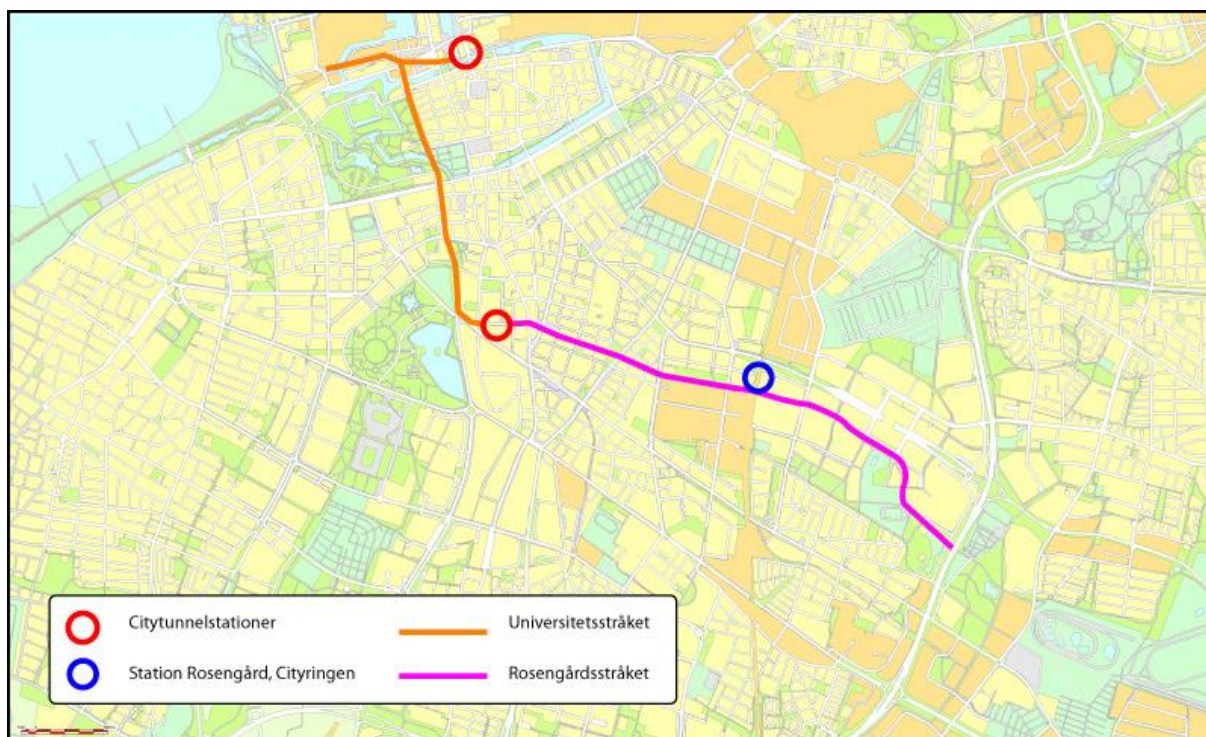 Citytunnelstationer
Universitetsstråket
Station Rosengård, Cityringen
Rosengårdsstråket